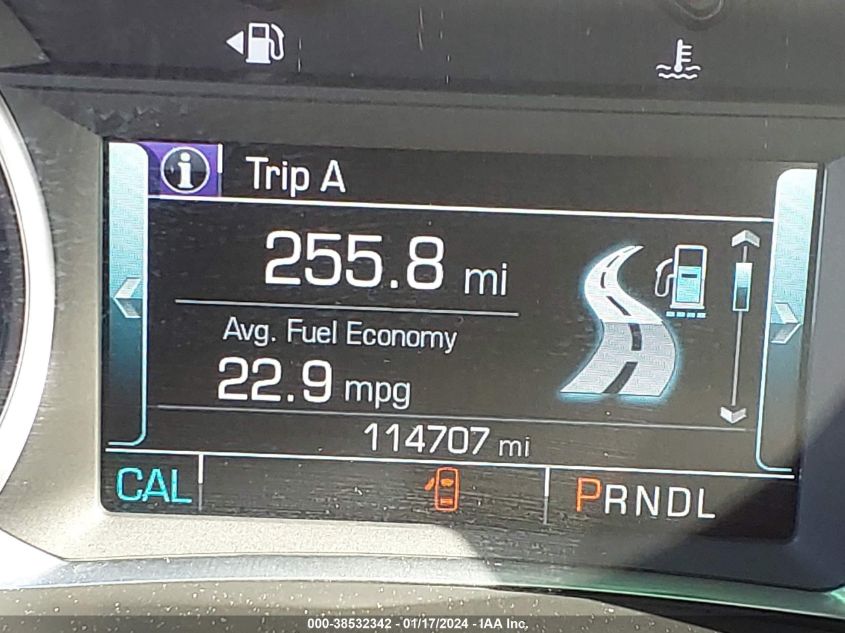 Trip A
255.8 mi
Avg. Fuel Economy
22.9 mpg
114707 mi
CAL PRNDL
000-38532342 - 01/17/2024 - IAA Inc.